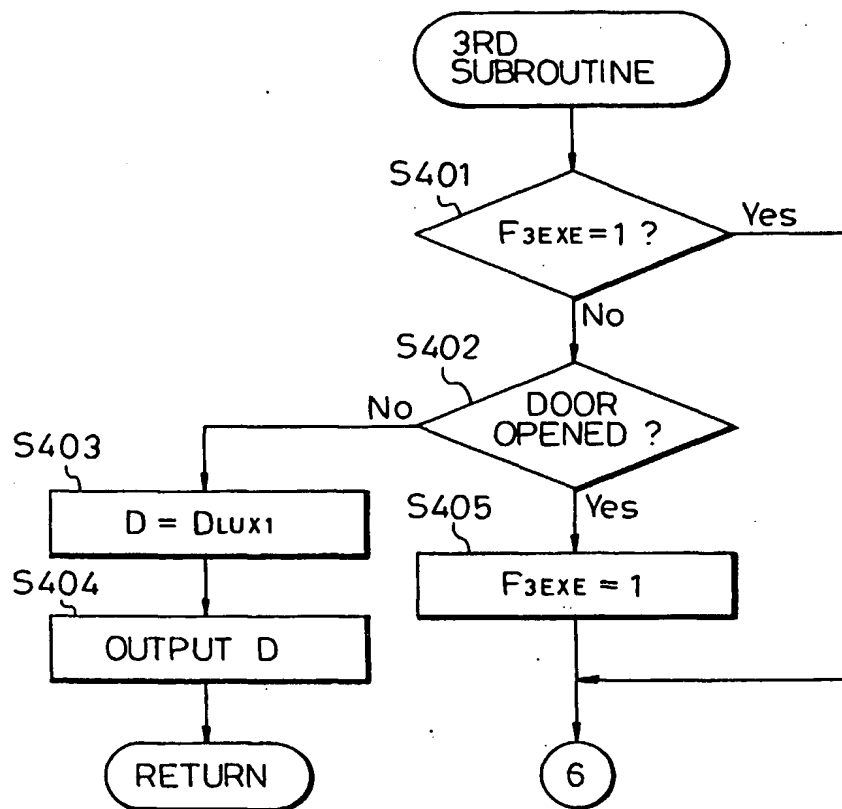 3RD
SUBROUTINE
S401
F3EXE=1 ?
Yes
No
S402
DOOR
OPENED ?
No
Yes
S403
D = DLUX1
S405
F3EXE = 1
S404
OUTPUT D
RETURN
6